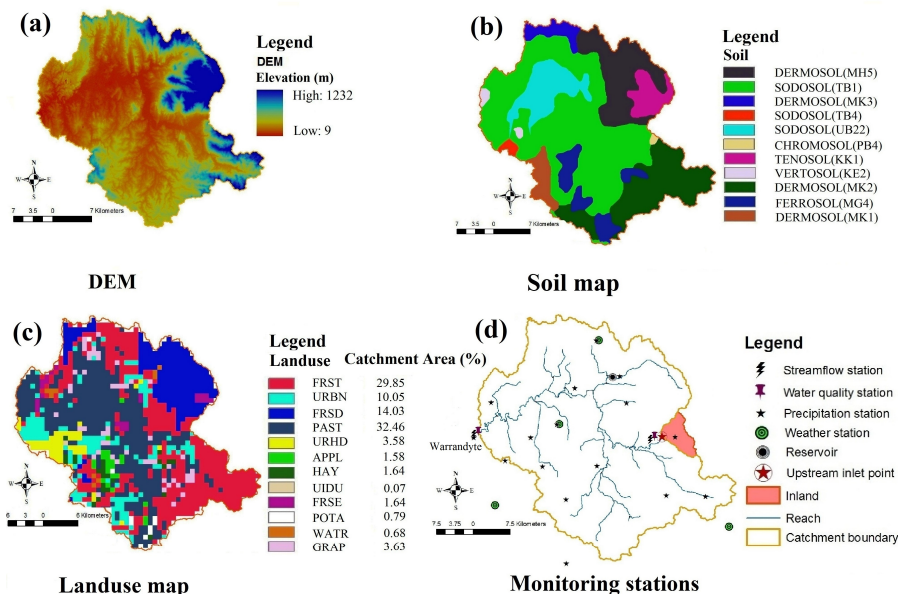 (a)
Legend
DEM
Elevation (m)
High: 1232
Low: 9
N
W E
S
7 3.5 0 7 Kilometers
DEM
(b)
Legend
Soil
DERMOSOL(MH5)
SODOSOL(TB1)
DERMOSOL(MK3)
SODOSOL(TB4)
SODOSOL(UB22)
CHROMOSOL(PB4)
TENOSOL(KK1)
VERTOSOL(KE2)
DERMOSOL(MK2)
FERROSOL(MG4)
DERMOSOL(MK1)
N
W E
S
7 3.5 0 7 Kilometers
Soil map
(c)
Legend
Landuse Catchment Area (%)
FRST 29.85
URBN 10.05
FRSD 14.03
PAST 32.46
URHD 3.58
APPL 1.58
HAY 1.64
UIDU 0.07
FRSE 1.64
POTA 0.79
WATR 0.68
GRAP 3.63
N
W E
S
6 3 0 6 Kilometers
Landuse map
(d)
Warrandyte
Legend
Streamflow station
Water quality station
Precipitation station
Weather station
Reservoir
Upstream inlet point
Inland
Reach
Catchment boundary
N
W E
S
7.5 3.75 0 7.5 Kilometers
Monitoring stations